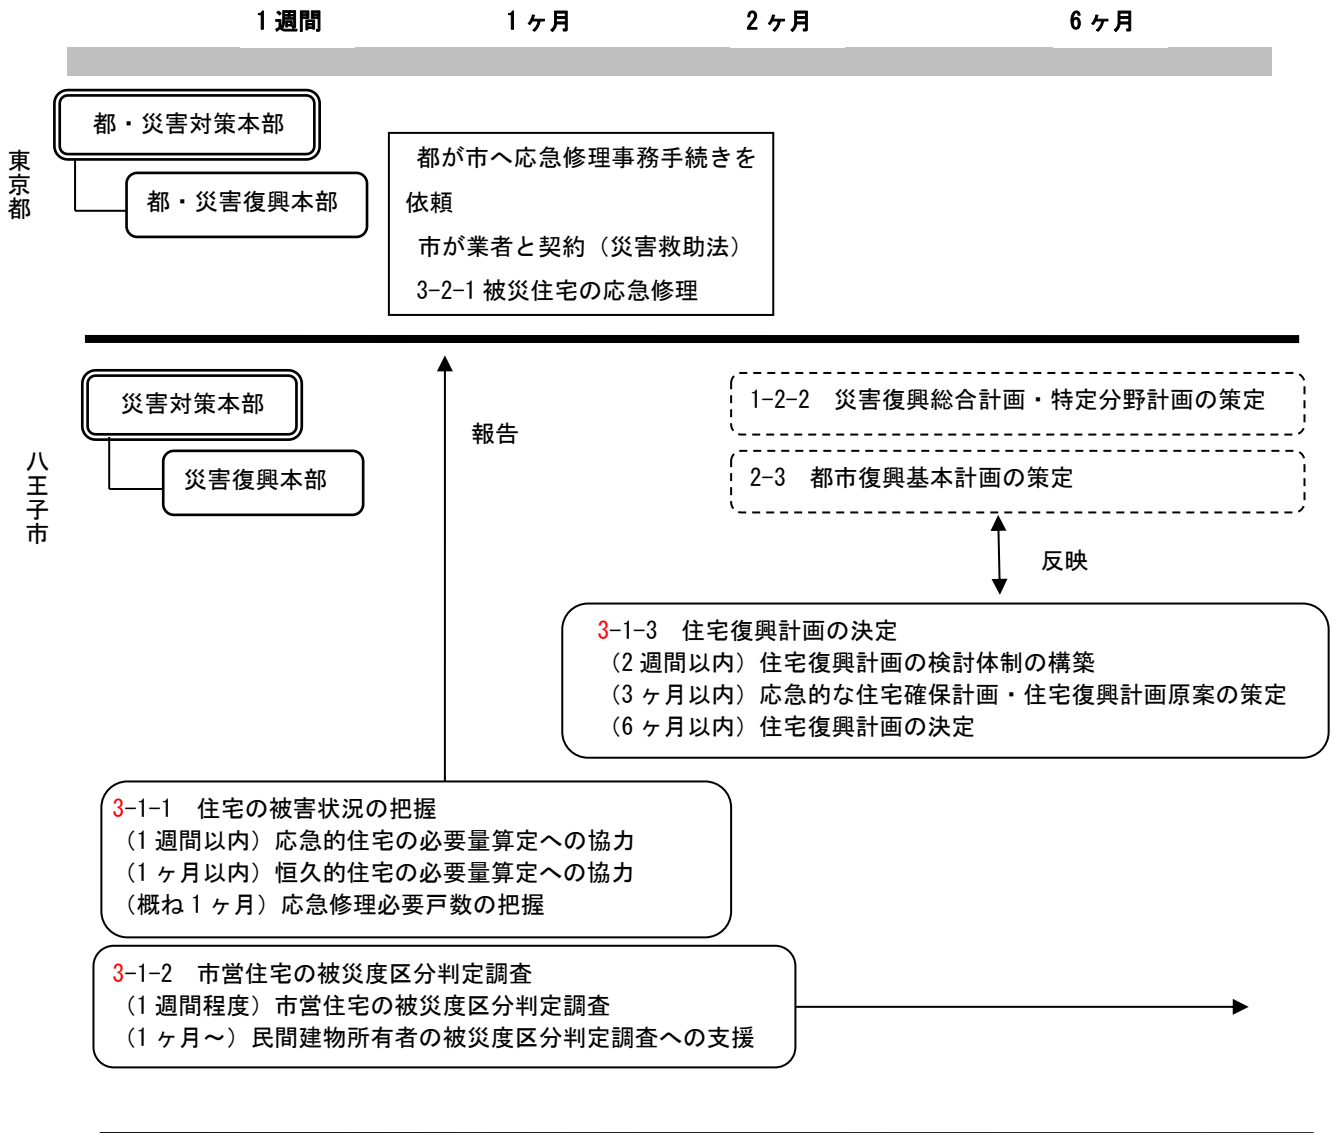 1週間
1ヶ月
2ヶ月
6ヶ月
東京都
都・災害対策本部
都・災害復興本部
都が市へ応急修理事務手続きを
依頼
市が業者と契約（災害救助法）
3-2-1 被災住宅の応急修理
八王子市
災害対策本部
災害復興本部
報告
1-2-2　災害復興総合計画・特定分野計画の策定
2-3　都市復興基本計画の策定
反映
3-1-3　住宅復興計画の決定
（2週間以内）住宅復興計画の検討体制の構築
（3ヶ月以内）応急的な住宅確保計画・住宅復興計画原案の策定
（6ヶ月以内）住宅復興計画の決定
3-1-1　住宅の被害状況の把握
（1週間以内）応急的住宅の必要量算定への協力
（1ヶ月以内）恒久的住宅の必要量算定への協力
（概ね1ヶ月）応急修理必要戸数の把握
3-1-2　市営住宅の被災度区分判定調査
（1週間程度）市営住宅の被災度区分判定調査
（1ヶ月～）民間建物所有者の被災度区分判定調査への支援